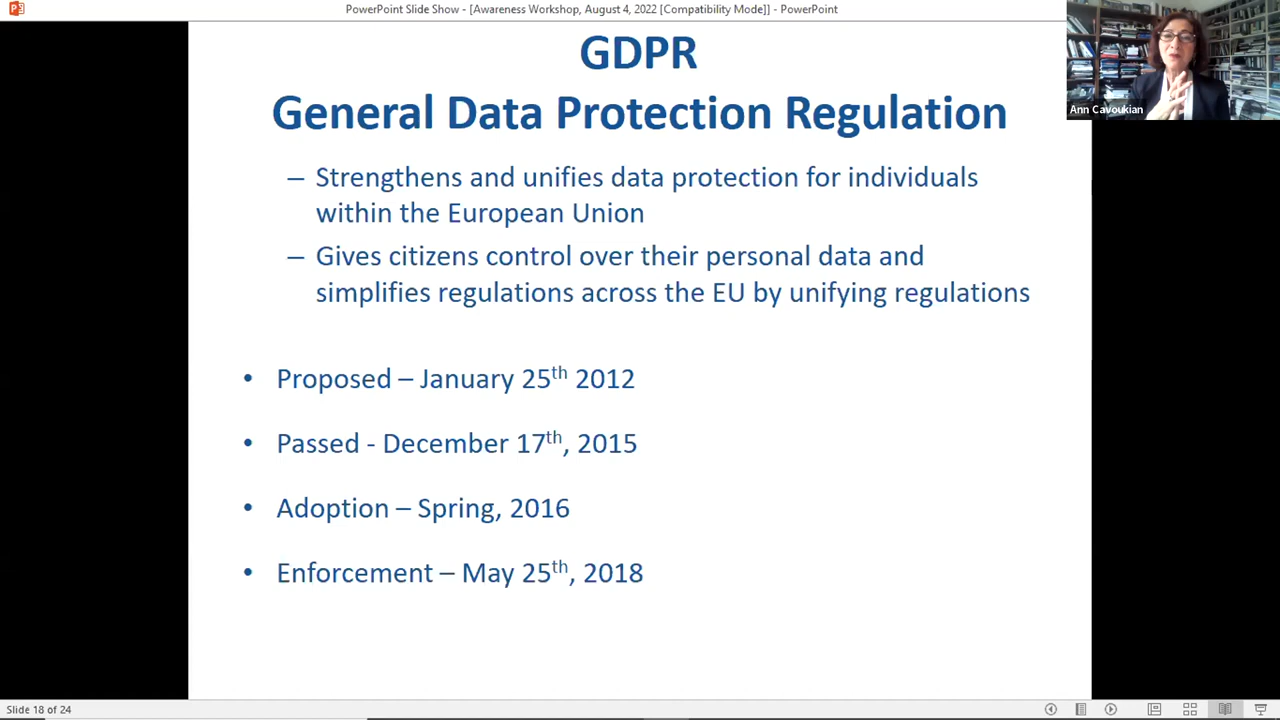 PowerPoint Slide Show - [Awareness Workshop, August 4, 2022 [Compatibility Mode]] - PowerPoint
Ann Cavoukian
GDPR
General Data Protection Regulation
– Strengthens and unifies data protection for individuals
within the European Union
– Gives citizens control over their personal data and
simplifies regulations across the EU by unifying regulations
• Proposed – January 25th 2012
• Passed - December 17th, 2015
• Adoption – Spring, 2016
• Enforcement – May 25th, 2018
Slide 18 of 24